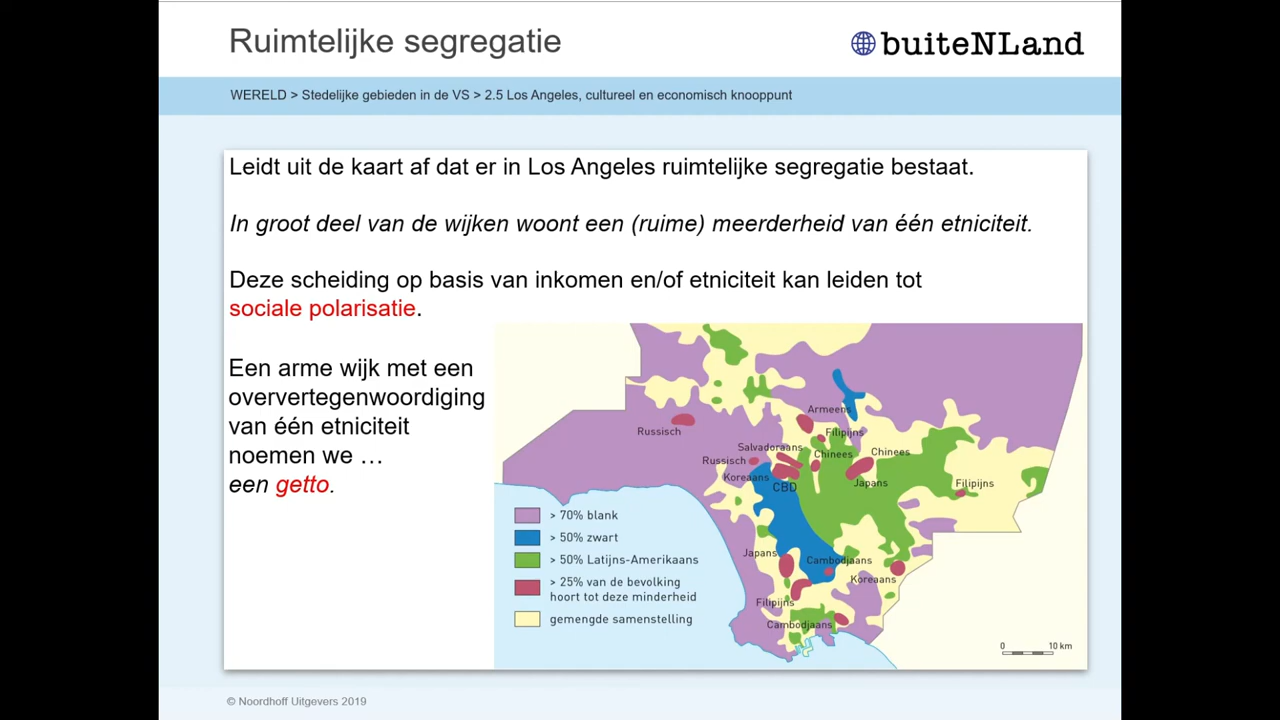 Ruimtelijke segregatie
buiteNLand
WERELD > Stedelijke gebieden in de VS > 2.5 Los Angeles, cultureel en economisch knooppunt
Leidt uit de kaart af dat er in Los Angeles ruimtelijke segregatie bestaat.
In groot deel van de wijken woont een (ruime) meerderheid van één etniciteit.
Deze scheiding op basis van inkomen en/of etniciteit kan leiden tot
sociale polarisatie.
Een arme wijk met een
oververtegenwoordiging
van één etniciteit
noemen we …
een getto.
Armeens
Russisch
Filipijns
Salvadoraans
Chinees
Chinees
Russisch
Koreaans
CBD
Japans
Filipijns
> 70% blank
> 50% zwart
> 50% Latijns-Amerikaans
> 25% van de bevolking
hoort tot deze minderheid
gemengde samenstelling
Japans
Cambodjaans
Koreaans
Filipijns
Cambodjaans
0 10 km
© Noordhoff Uitgevers 2019